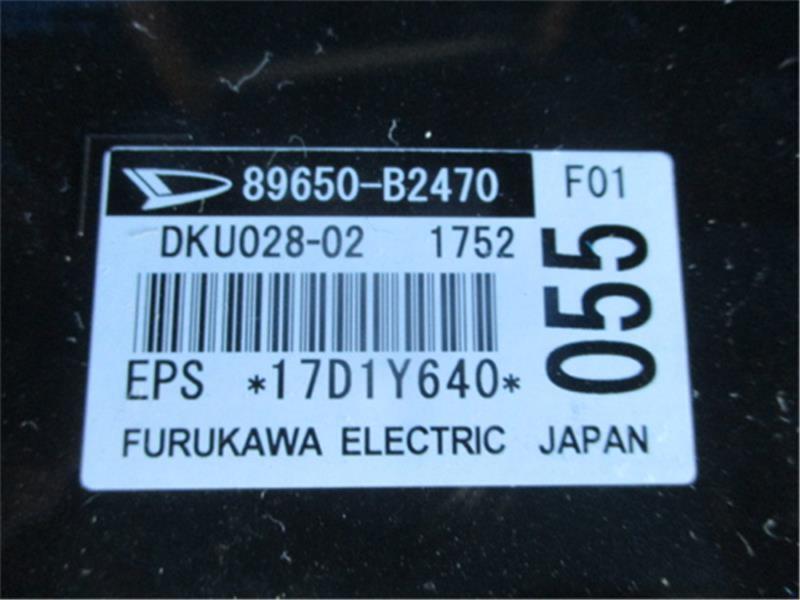 89650-B2470
F01
DKU028-02 1752
055
EPS *17D1Y640*
FURUKAWA ELECTRIC JAPAN